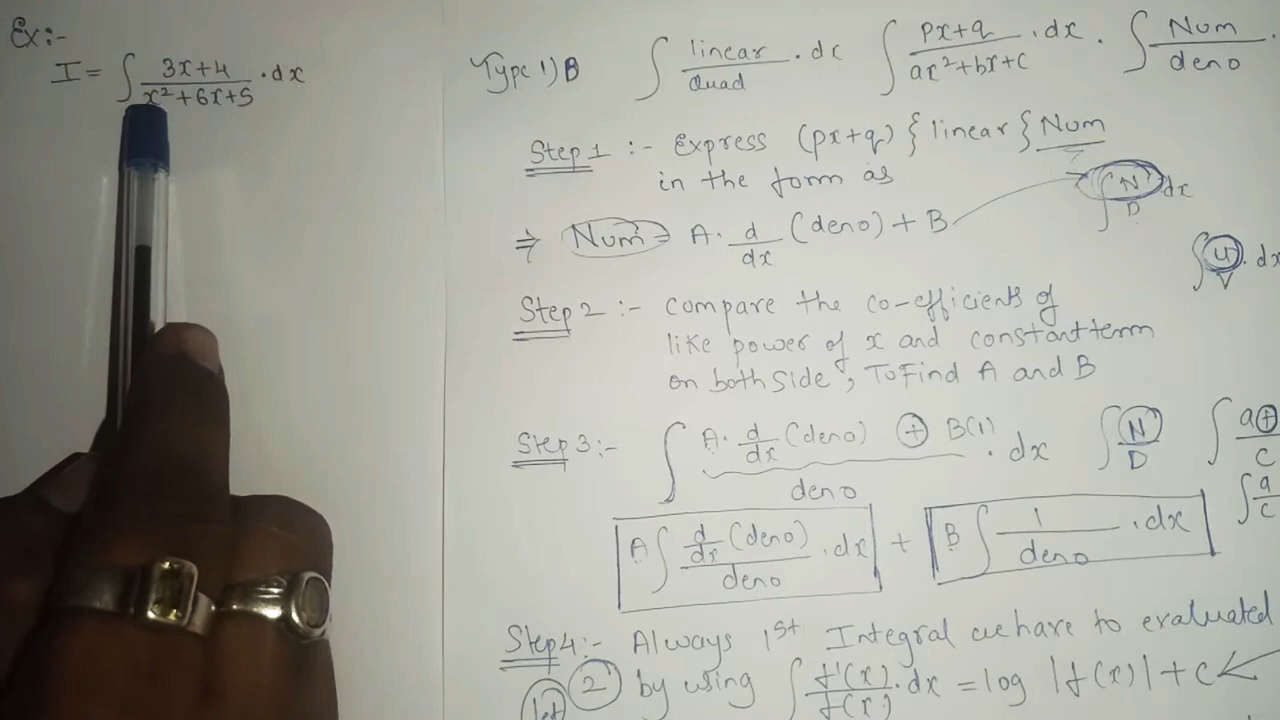 Ex:-
I = ∫ 3x+4 / x²+6x+5 . dx
Type 1) B ∫ linear / Quad . dx ∫ px+q / ax²+bx+c . dx . ∫ Num / deno .
Step 1 :- Express (px+q) { linear } Num
in the form as
∫ N / D dx
⇒ Num = A. d/dx (deno) + B
∫ u / v . dx
Step 2 :- Compare the co-efficients of
like power of x and constant term
on both side, To Find A and B
Step 3 :- ∫ A. d/dx (deno) + B(1) / deno . dx ∫ N / D ∫ a+ / c
∫ a / c
A ∫ d/dx (deno) / deno . dx + B ∫ 1 / deno . dx
Step 4 :- Always 1st Integral we have to evaluated
(let) 2 by using ∫ f'(x) / f(x) . dx = log |f(x)| + c